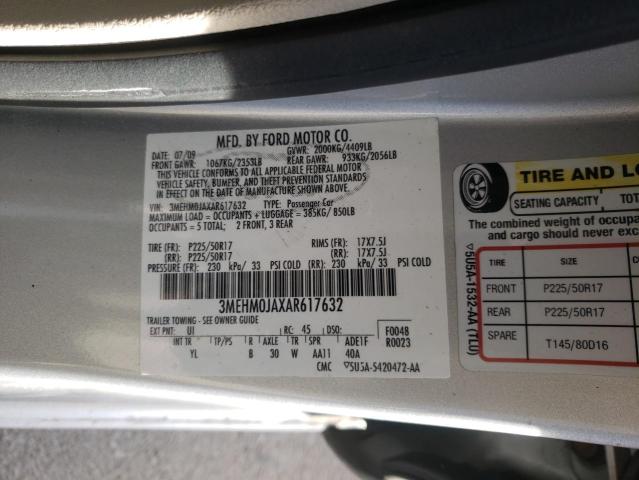 MFD. BY FORD MOTOR CO.
DATE: 07/09 GVWR: 2000KG/4409LB
FRONT GAWR: 1067KG/2353LB REAR GAWR: 933KG/2056LB
THIS VEHICLE CONFORMS TO ALL APPLICABLE FEDERAL MOTOR
VEHICLE SAFETY, BUMPER, AND THEFT PREVENTION STANDARDS
IN EFFECT ON THE DATE OF MANUFACTURE SHOWN ABOVE.
VIN: 3MEHM0JAXAR617632 TYPE: Passenger Car
MAXIMUM LOAD = OCCUPANTS + LUGGAGE = 385KG/ 850LB
OCCUPANTS = 5 TOTAL; 2 FRONT, 3 REAR
TIRE (FR): P225/50R17 RIMS (FR): 17X7.5J
(RR): P225/50R17 (RR): 17X7.5J
PRESSURE (FR): 230 kPa/ 33 PSI COLD (RR): 230 kPa/ 33 PSI COLD
3MEHM0JAXAR617632
TRAILER TOWING - SEE OWNER GUIDE
EXT PNT: UI RC: 45 DSO: F0048
INT TR TP/PS R AXLE TR SPR ADE1F R0023
YL B 30 W AA11 40A
CMC ▽5U5A-5420472-AA
TIRE AND LO
SEATING CAPACITY TOT
The combined weight of occupa
and cargo should never exce
▽5U5A-1532-AA (TLU)
TIRE SIZE
FRONT P225/50R17
REAR P225/50R17
SPARE T145/80D16